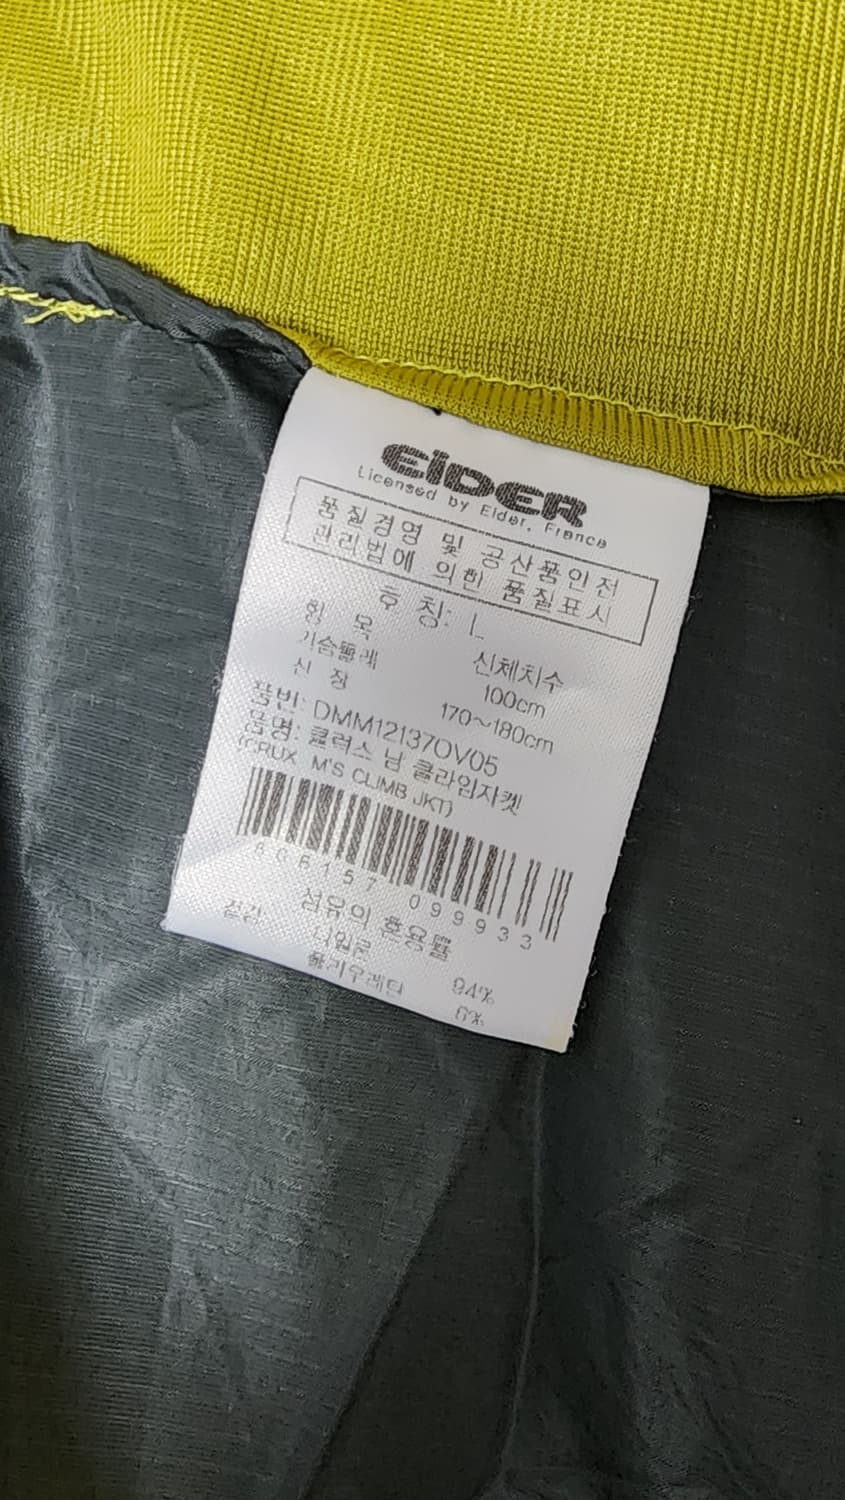 EIDER
Licensed by Eider, France
품질경영 및 공산품안전
관리법에 의한 품질표시
호 칭: L
항 목 신체치수
가슴둘레 100cm
신 장 170~180cm
품번: DMM12137OV05
품명: 클럭스 남 클라임자켓
(CRUX M'S CLIMB JKT)
806157 099933
섬유의 혼용률
겉감 나일론 94%
폴리우레탄 6%